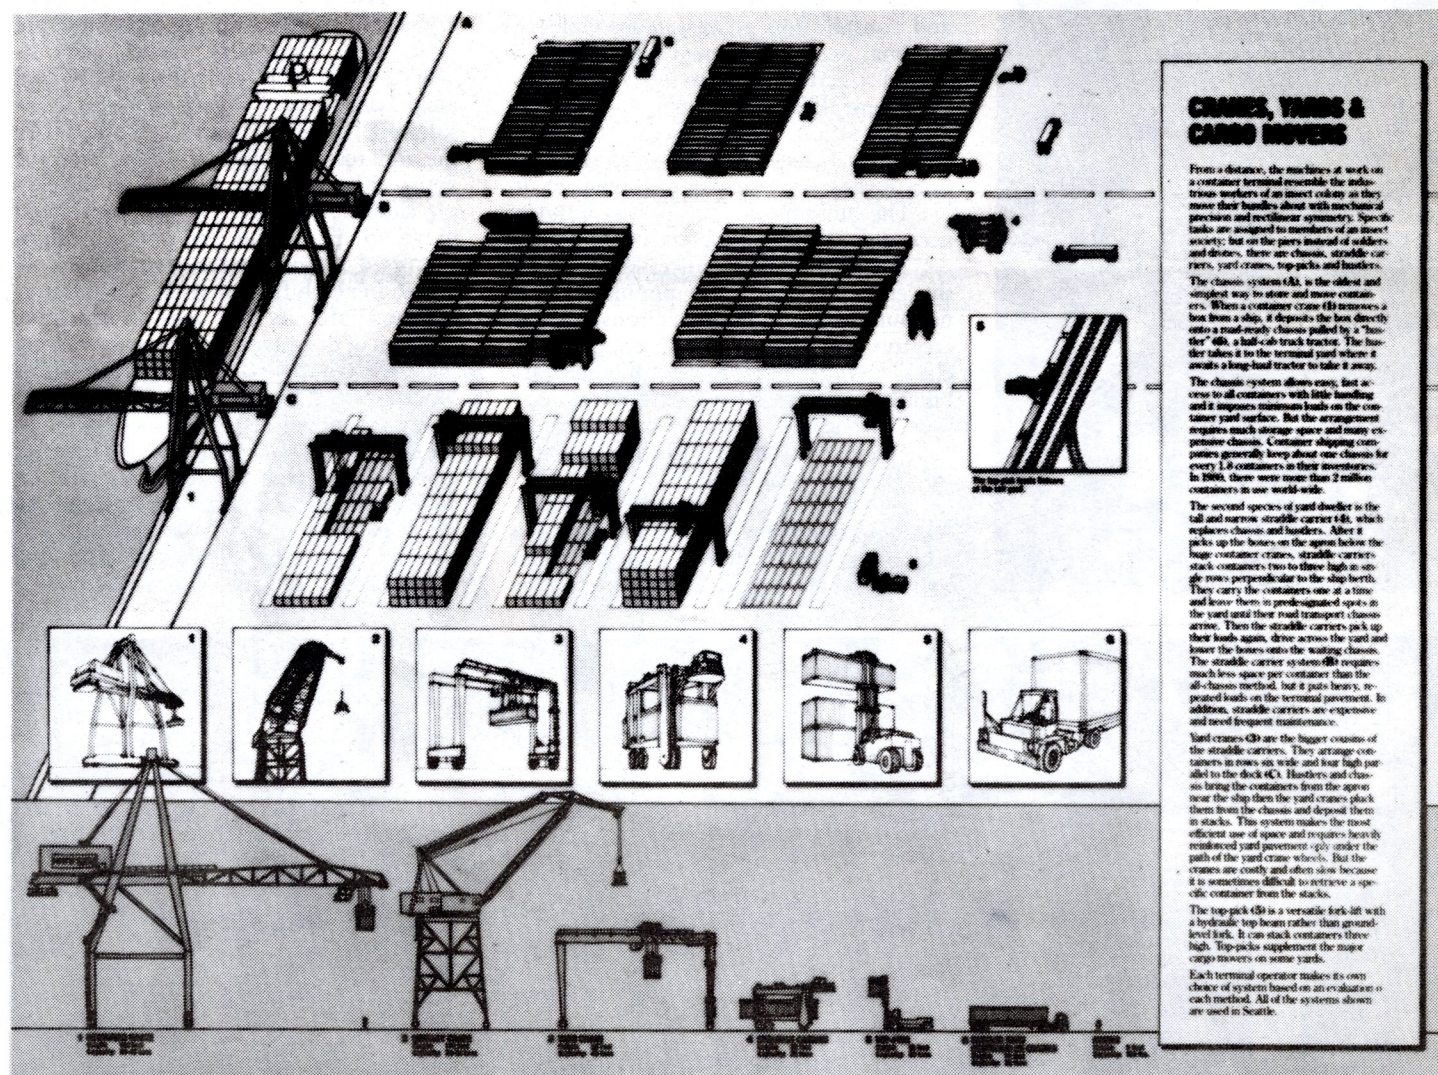 CRANES, YARDS &
CARGO MOVERS
From a distance, the machines at work on
a container terminal resemble the indus-
trious workers of an insect colony as they
move their bundles about with mechanical
precision and rectilinear symmetry. Specific
tasks are assigned to members of an insect
society; but on the piers instead of soldiers
and drones, there are chassis, straddle car-
riers, yard cranes, top-picks and hustlers.
The chassis system (A), is the oldest and
simplest way to store and move contain-
ers. When a container crane (1) removes a
box from a ship, it deposits the box directly
onto a road-ready chassis pulled by a "hus-
tler" (6), a half-cab truck tractor. The hus-
tler takes it to the terminal yard where it
awaits a long-haul tractor to take it away.
The chassis system allows easy, fast ac-
cess to all containers with little handling
and it imposes minimum loads on the con-
tainer yard surface. But the arrangement
requires much storage space and many ex-
pensive chassis. Container shipping com-
panies generally keep about one chassis for
every 1.8 containers in their inventories.
In 1980, there were more than 2 million
containers in use world-wide.
The second species of yard dweller is the
tall and narrow straddle carrier (4), which
replaces chassis and hustlers. After it
picks up the boxes on the apron below the
huge container cranes, straddle carriers
stack containers two to three high in sin-
gle rows perpendicular to the ship berth.
They carry the containers one at a time
and leave them in predesignated spots in
the yard until their road transport chassis
arrive. Then the straddle carriers pick up
their loads again, drive across the yard and
lower the boxes onto the waiting chassis.
The straddle carrier system (B) requires
much less space per container than the
all-chassis method, but it puts heavy, re-
peated loads on the terminal pavement. In
addition, straddle carriers are expensive
and need frequent maintenance.
Yard cranes (3) are the bigger cousins of
the straddle carriers. They arrange con-
tainers in rows six wide and four high par-
allel to the dock (C). Hustlers and chas-
sis bring the containers from the apron
near the ship then the yard cranes pluck
them from the chassis and deposit them
in stacks. This system makes the most
efficient use of space and requires heavily
reinforced yard pavement only under the
path of the yard crane wheels. But the
cranes are costly and often slow because
it is sometimes difficult to retrieve a spe-
cific container from the stacks.
The top-pick (5) is a versatile fork-lift with
a hydraulic top beam rather than ground-
level fork. It can stack containers three
high. Top-picks supplement the major
cargo movers on some yards.
Each terminal operator makes its own
choice of system based on an evaluation o
each method. All of the systems shown
are used in Seattle.
1
2
3
4
5
6